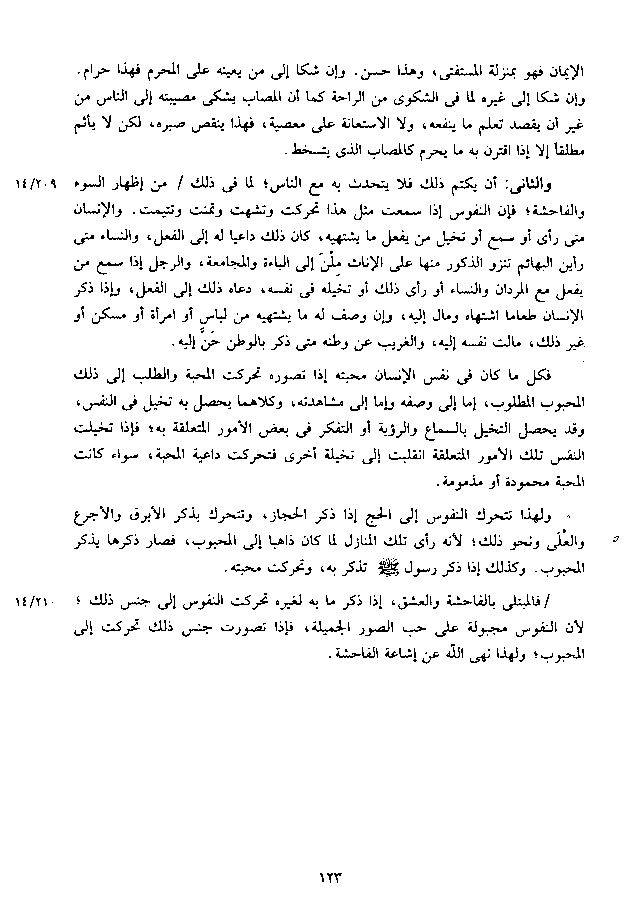 الإيمان فهو بمنزلة المستفتى، وهذا حسن. وإن شكا إلى من يعينه على المحرم فهذا حرام.
وإن شكا إلى غيره لما فى الشكوى من الراحة كما أن المصاب يشكى مصيبته إلى الناس من
غير أن يقصد تعلم ما ينفعه، ولا الاستعانة على معصية، فهذا ينقص صبره، لكن لا يأثم
مطلقاً إلا إذا اقترن به ما يحرم كالمصاب الذى يتسخط.
والثانى: أن يكتم ذلك فلا يتحدث به مع الناس؛ لما فى ذلك / من إظهار السوء ١٤/٢٠٩
والفاحشة؛ فإن النفوس إذا سمعت مثل هذا تحركت وتشهت وتمنت وتتيمت. والإنسان
متى رأى أو سمع أو تخيل من يفعل ما يشتهيه، كان ذلك داعيا له إلى الفعل، والنساء متى
رأين البهائم تنزو الذكور منها على الإناث مِلْنَ إلى الباءة والمجامعة، والرجل إذا سمع من
يفعل مع المردان والنساء أو رأى ذلك أو تخيله فى نفسه، دعاه ذلك إلى الفعل، وإذا ذكر
الإنسان طعاما اشتهاه ومال إليه، وإن وصف له ما يشتهيه من لباس أو امرأة أو مسكن أو
غير ذلك، مالت نفسه إليه، والغريب عن وطنه متى ذكر بالوطن حَنَّ إليه.
فكل ما كان فى نفس الإنسان محبته إذا تصوره تحركت المحبة والطلب إلى ذلك
المحبوب المطلوب، إما إلى وصفه وإما إلى مشاهدته، وكلاهما يحصل به تخيل فى النفس،
وقد يحصل التخيل بالسماع والرؤية أو التفكر فى بعض الأمور المتعلقة به؛ فإذا تخيلت
النفس تلك الأمور المتعلقة انقلبت إلى تخيلة أخرى فتحركت داعية المحبة، سواء كانت
المحبة محمودة أو مذمومة.
ولهذا تتحرك النفوس إلى الحج إذا ذكر الحجاز، وتتحرك بذكر الأبرق والأجرع
والعُلَى ونحو ذلك؛ لأنه رأى تلك المنازل لما كان ذاهبا إلى المحبوب، فصار ذكرها يذكر
المحبوب. وكذلك إذا ذكر رسول ﷺ تذكر به، وتحركت محبته.
/ فالمبتلى بالفاحشة والعشق، إذا ذكر ما به لغيره تحركت النفوس إلى جنس ذلك ؛ ١٤/٢١٠
لأن النفوس مجبولة على حب الصور الجميلة، فإذا تصورت جنس ذلك تحركت إلى
المحبوب؛ ولهذا نهى الله عن إشاعة الفاحشة.
١٢٣